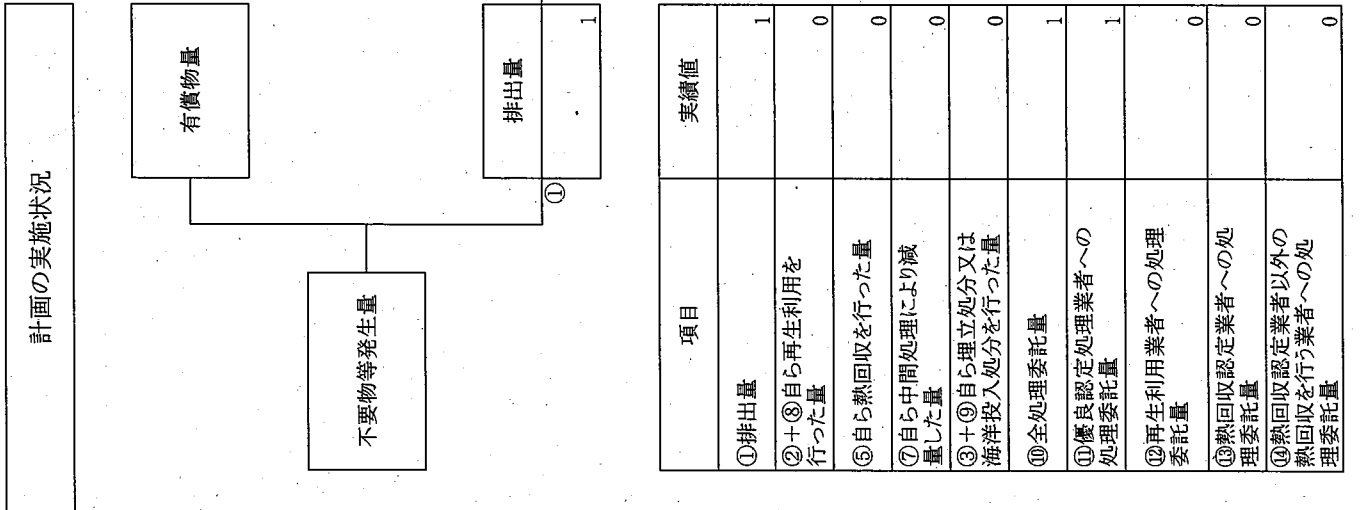 計画の実施状況
有償物量
不要物等発生量
①
排出量
1
項目
実績値
①排出量
1
②+⑧自ら再生利用を
行った量
0
⑤自ら熱回収を行った量
0
⑦自ら中間処理により減
量した量
0
③+⑨自ら埋立処分又は
海洋投入処分を行った量
0
⑩全処理委託量
1
⑪優良認定処理業者への
処理委託量
1
⑫再生利用業者への処理
委託量
0
⑬熱回収認定業者への処
理委託量
0
⑭熱回収認定業者以外の
熱回収を行う業者への処
理委託量
0